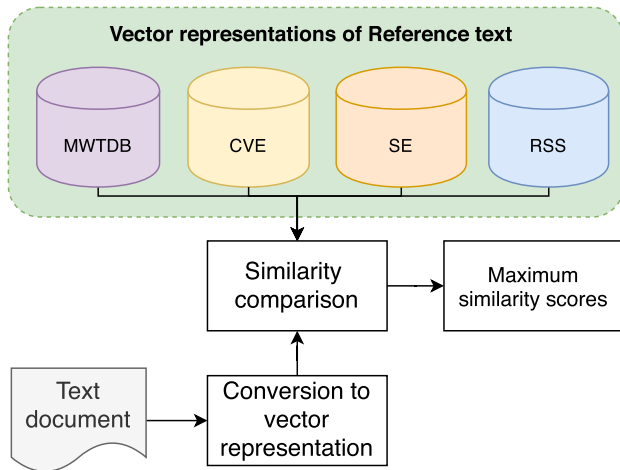 Vector representations of Reference text
MWTDB
CVE
SE
RSS
Similarity
comparison
Maximum
similarity scores
Text
document
Conversion to
vector
representation